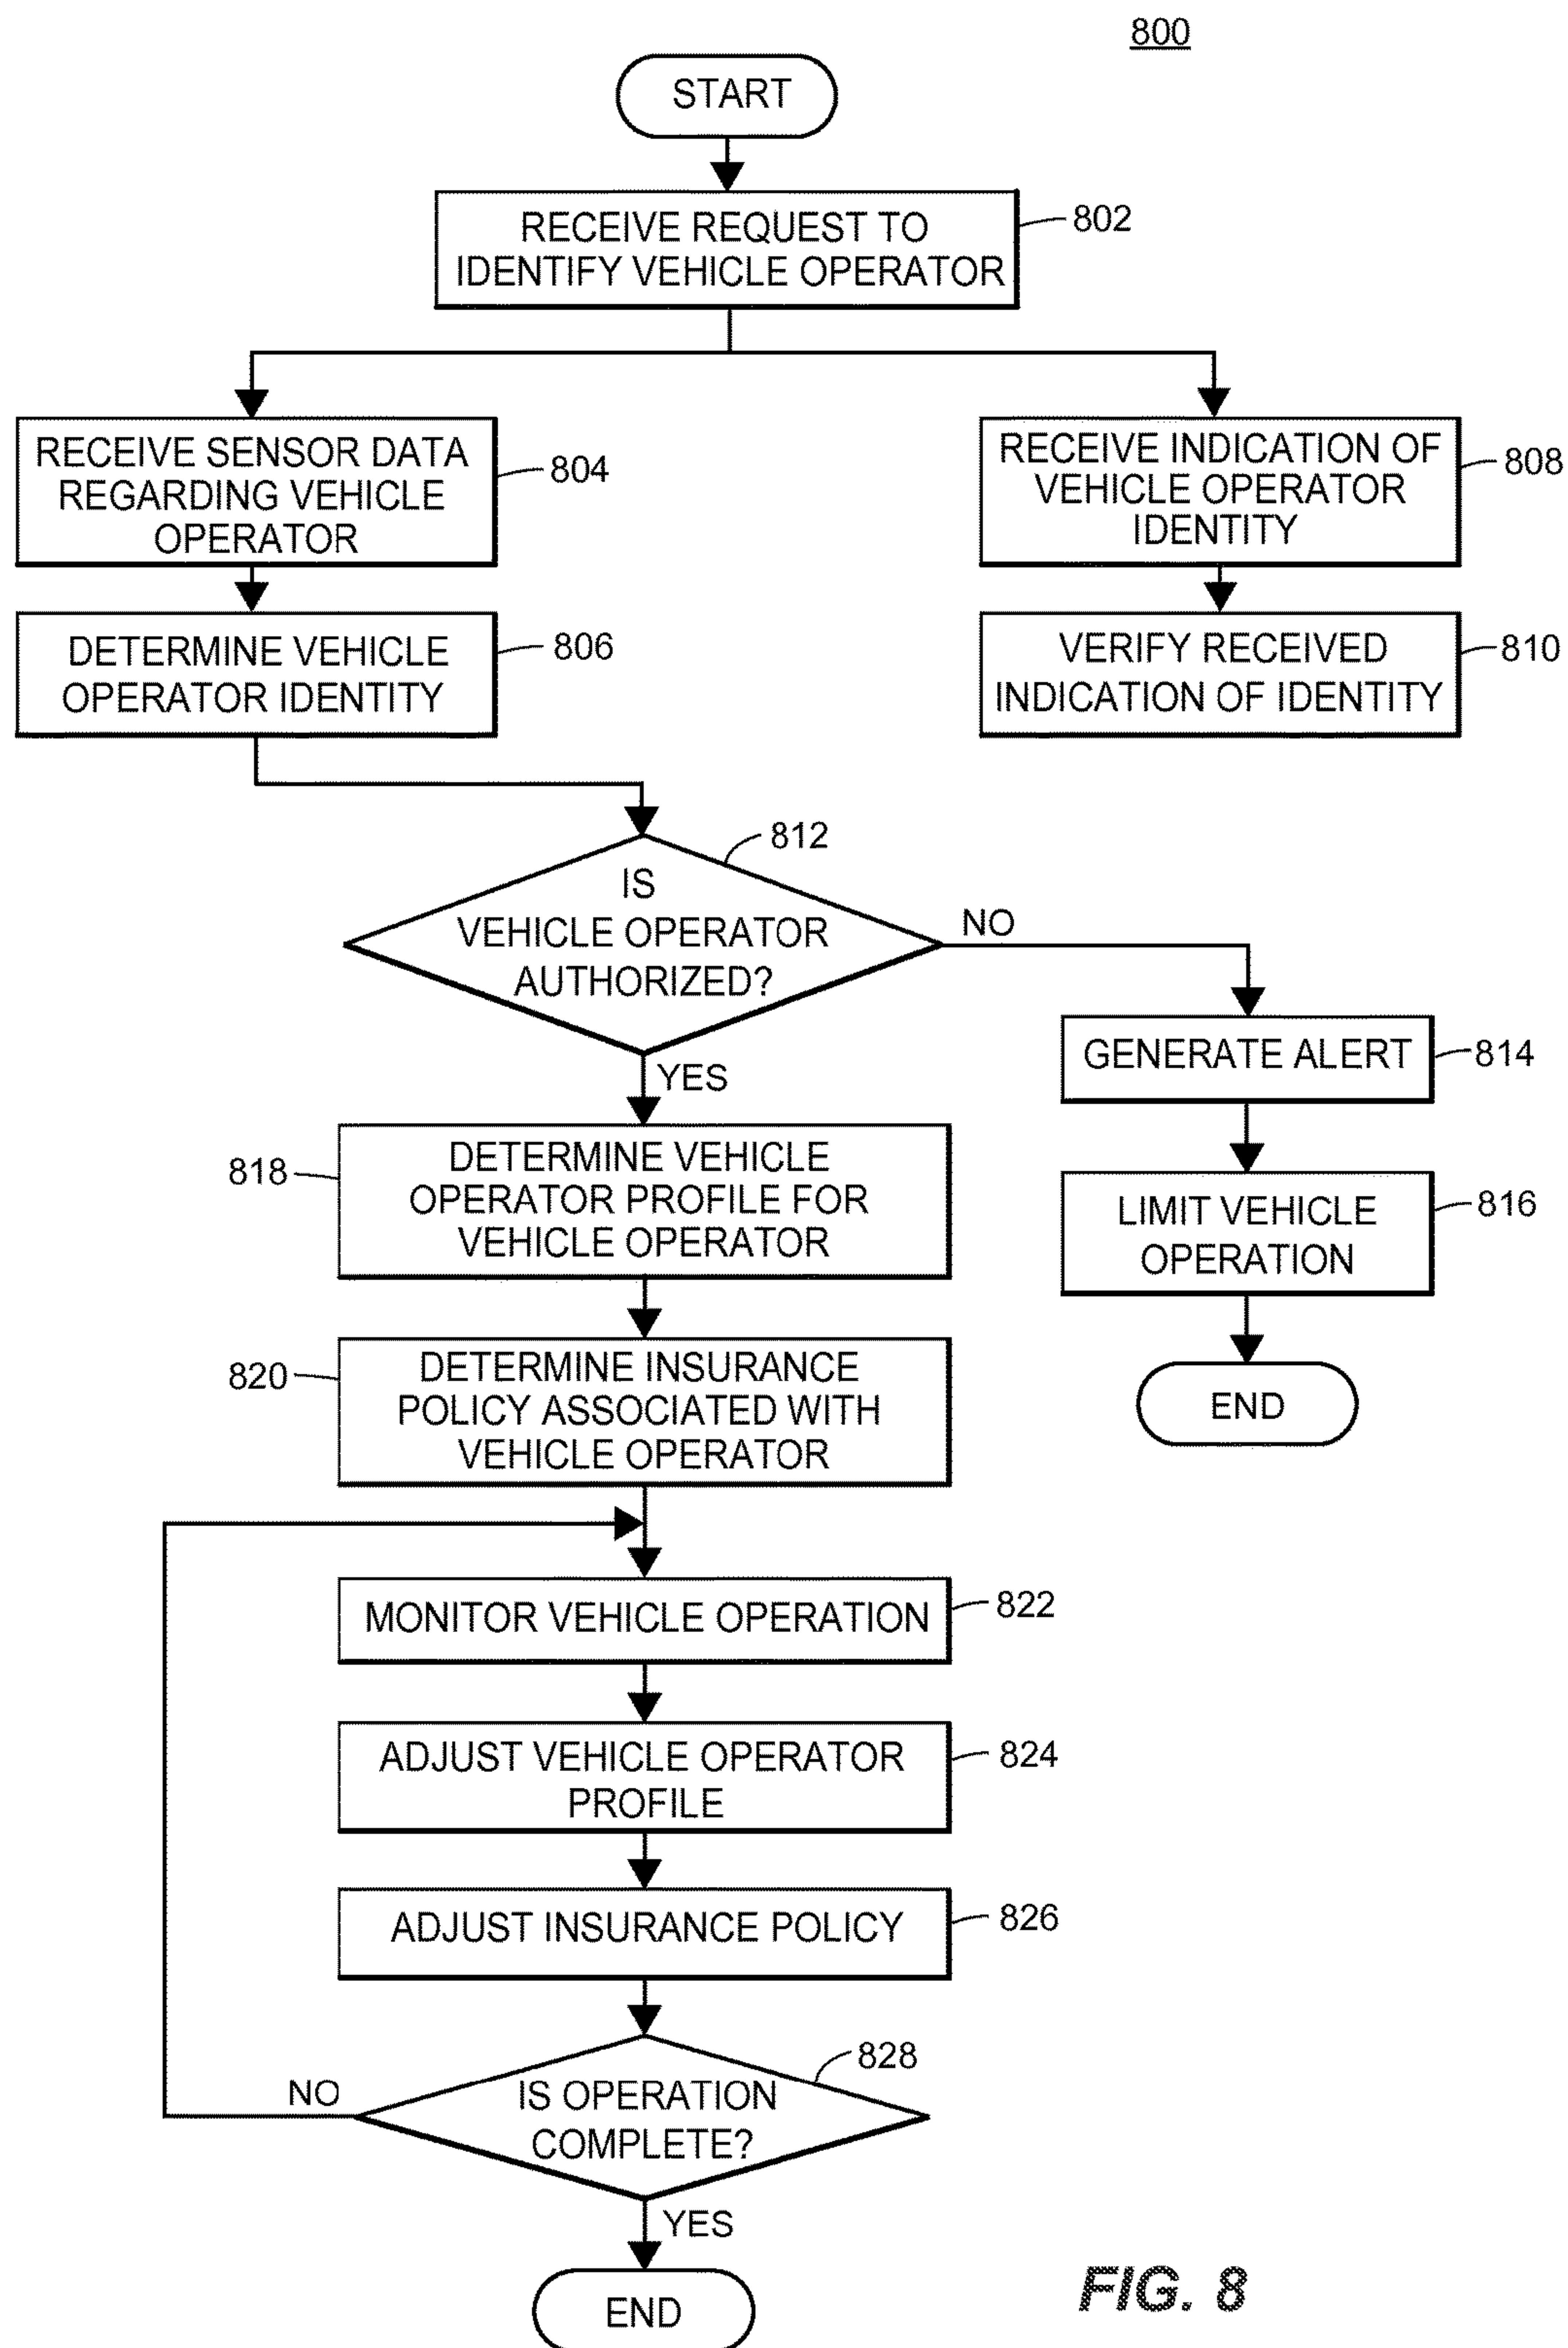 800
START
RECEIVE REQUEST TO
IDENTIFY VEHICLE OPERATOR
802
RECEIVE SENSOR DATA
REGARDING VEHICLE
OPERATOR
804
RECEIVE INDICATION OF
VEHICLE OPERATOR
IDENTITY
808
DETERMINE VEHICLE
OPERATOR IDENTITY
806
VERIFY RECEIVED
INDICATION OF IDENTITY
810
812
IS
VEHICLE OPERATOR
AUTHORIZED?
NO
YES
GENERATE ALERT
814
818
DETERMINE VEHICLE
OPERATOR PROFILE FOR
VEHICLE OPERATOR
LIMIT VEHICLE
OPERATION
816
820
DETERMINE INSURANCE
POLICY ASSOCIATED WITH
VEHICLE OPERATOR
END
MONITOR VEHICLE OPERATION
822
ADJUST VEHICLE OPERATOR
PROFILE
824
ADJUST INSURANCE POLICY
826
828
IS OPERATION
COMPLETE?
NO
YES
END
FIG. 8